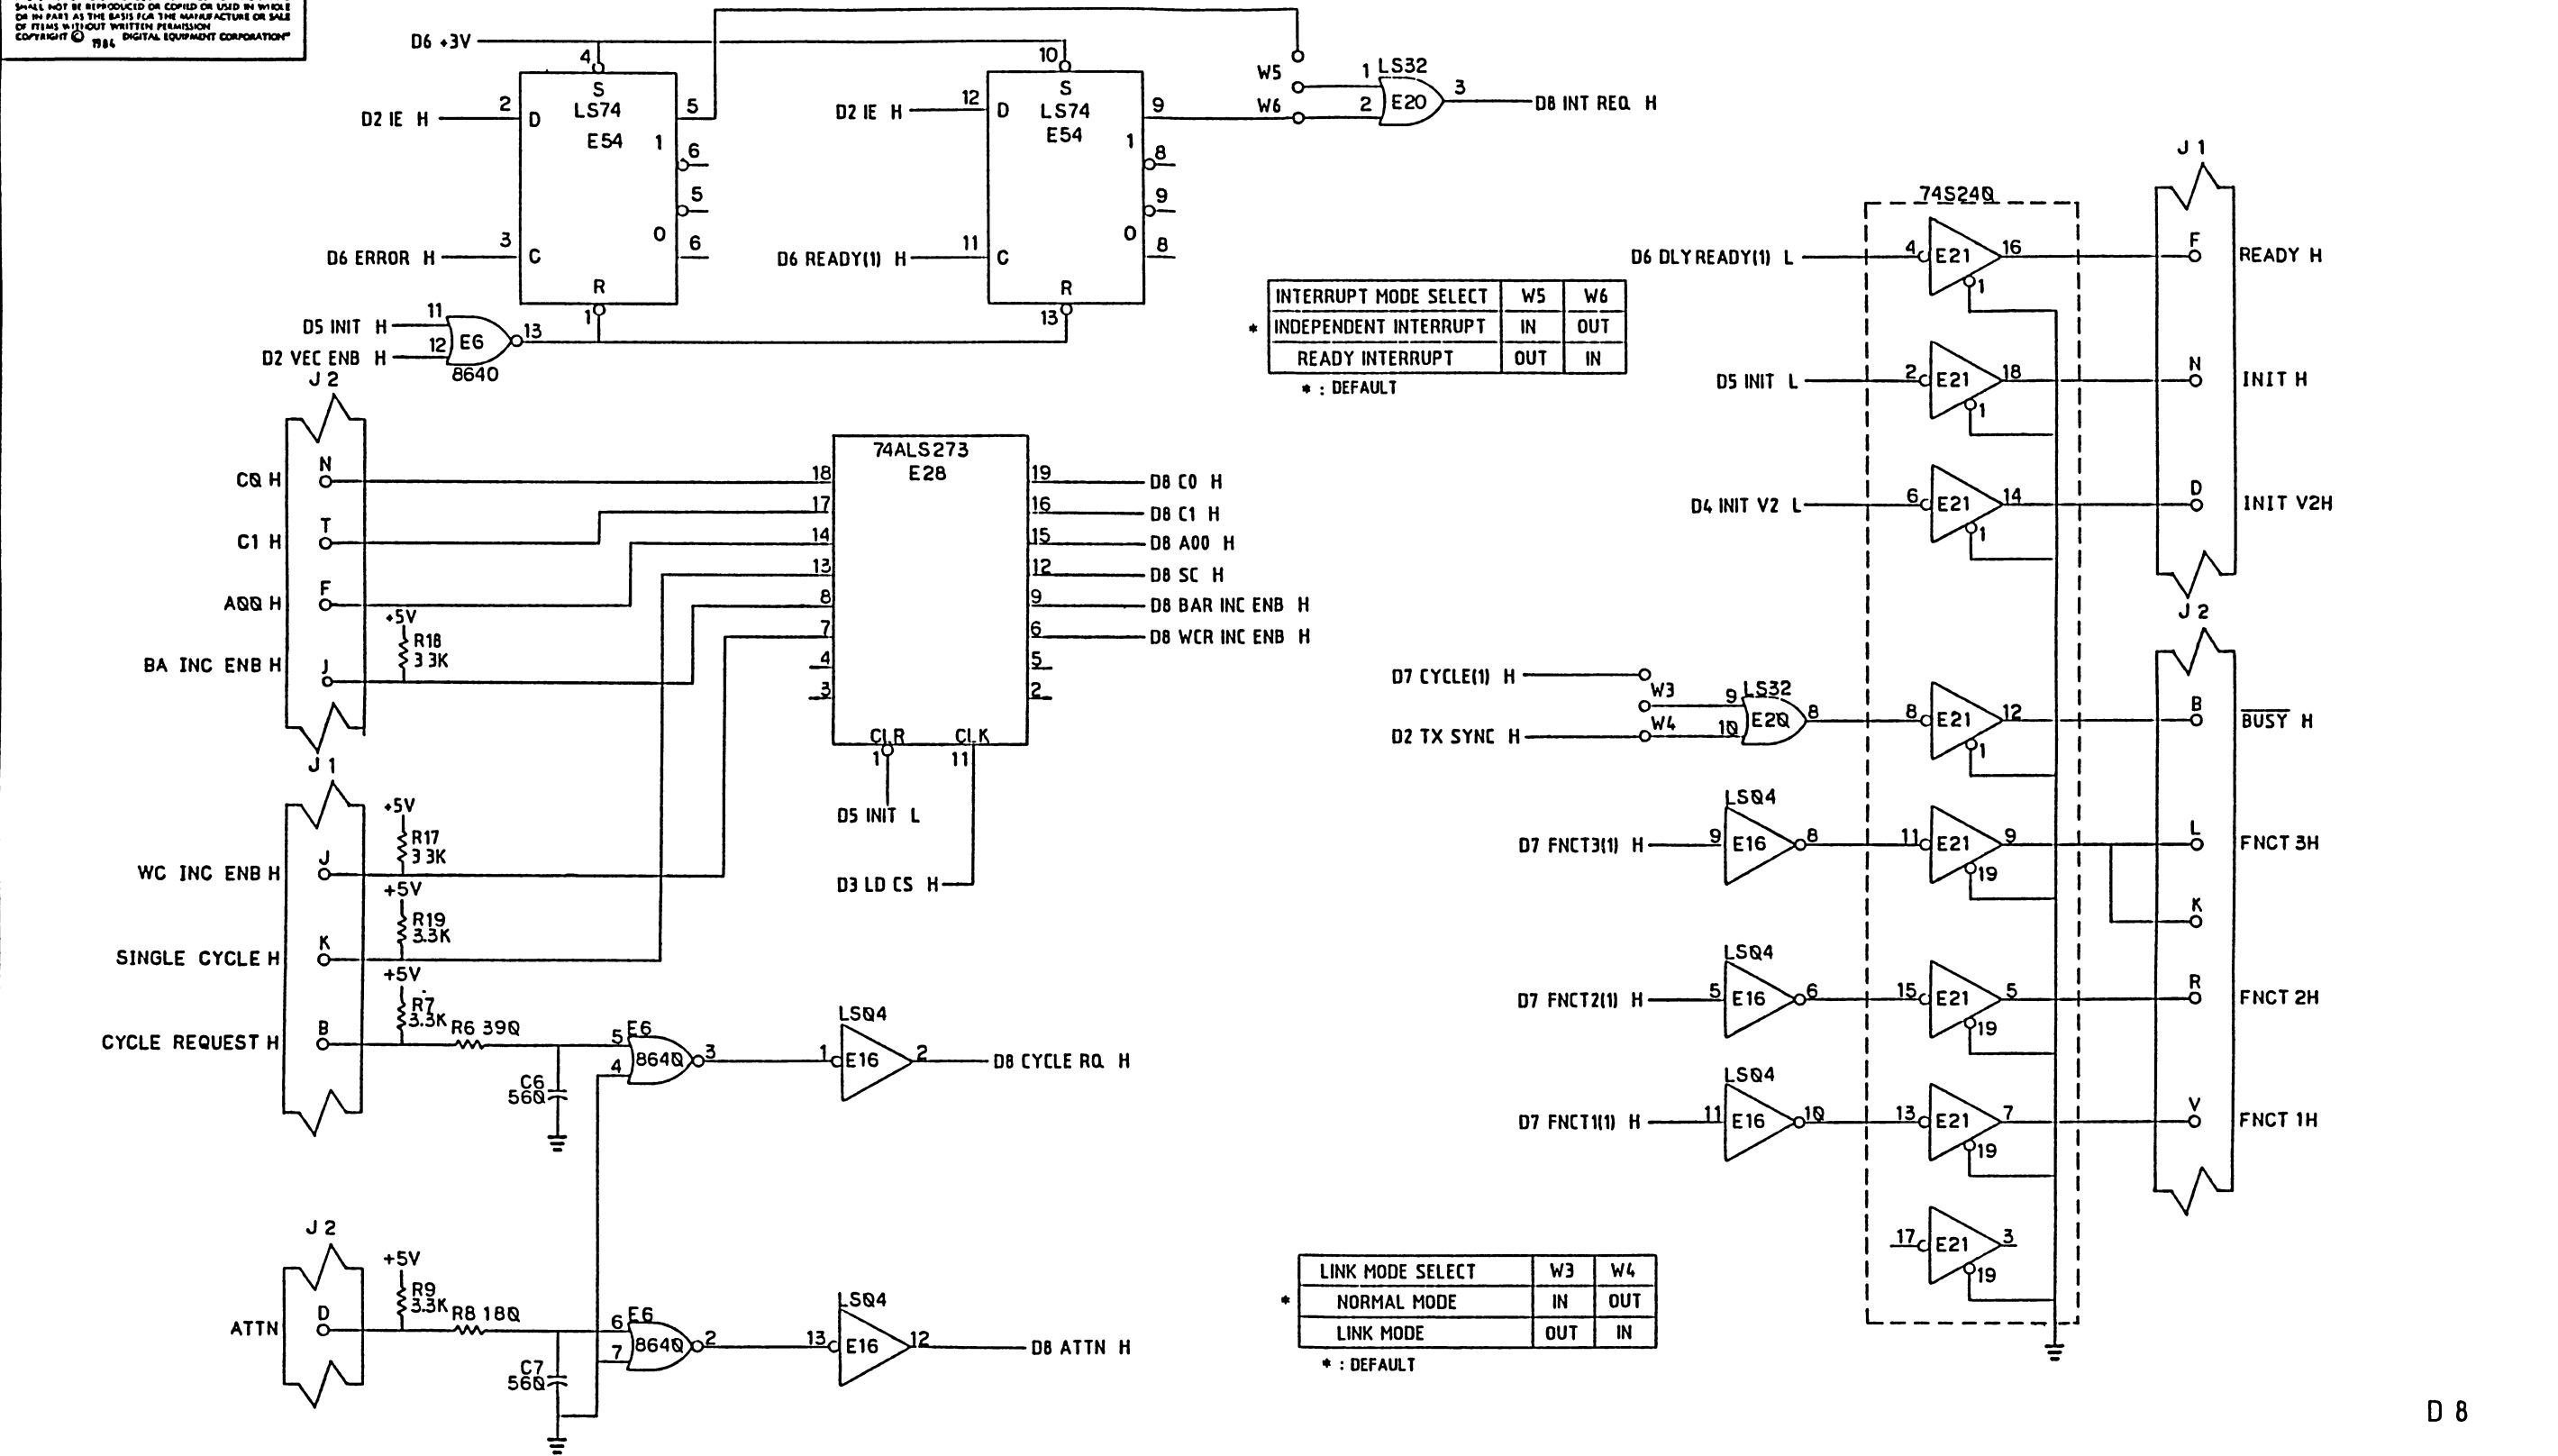 SHALL NOT BE REPRODUCED OR COPIED OR USED IN WHOLE
OR IN PART AS THE BASIS FOR THE MANUFACTURE OR SALE
OF ITEMS WITHOUT WRITTEN PERMISSION
COPYRIGHT © 1984 DIGITAL EQUIPMENT CORPORATION"
D6 +3V
4
S
LS74
E54
D2 IE H
2
D
5
1
6
5
0
6
D6 ERROR H
3
C
R
1
10
S
LS74
E54
D2 IE H
12
D
9
1
8
9
0
8
D6 READY(1) H
11
C
R
13
D5 INIT H
11
D2 VEC ENB H
12
E6
13
8640
W5
W6
1
2
LS32
E20
3
D8 INT REQ H
INTERRUPT MODE SELECT W5 W6
* INDEPENDENT INTERRUPT IN OUT
READY INTERRUPT OUT IN
* : DEFAULT
J2
C0 H
N
C1 H
T
A00 H
F
+5V
R18
3 3K
BA INC ENB H
J
74ALS273
E28
18
17
14
13
8
7
4
3
19
D8 C0 H
16
D8 C1 H
15
D8 A00 H
12
D8 SC H
9
D8 BAR INC ENB H
6
D8 WCR INC ENB H
5
2
CLR
CLK
1
11
D5 INIT L
D3 LD CS H
J1
+5V
R17
3 3K
WC INC ENB H
J
+5V
R19
3.3K
SINGLE CYCLE H
K
+5V
R7
3.3K
CYCLE REQUEST H
B
R6 390
C6
560
E6
5
4
8640
3
LS04
1
E16
2
D8 CYCLE RQ H
J2
+5V
R9
3.3K
ATTN
D
R8 180
C7
560
E6
6
7
8640
2
LS04
13
E16
12
D8 ATTN H
74S240
J1
D6 DLYREADY(1) L
4
E21
16
1
F
READY H
D5 INIT L
2
E21
18
1
N
INIT H
D4 INIT V2 L
6
E21
14
1
D
INIT V2H
J2
D7 CYCLE(1) H
W3
D2 TX SYNC H
W4
9
10
LS32
E20
8
8
E21
12
1
B
BUSY H
D7 FNCT3(1) H
LS04
9
E16
8
11
E21
9
19
L
FNCT 3H
K
D7 FNCT2(1) H
LS04
5
E16
6
15
E21
5
19
R
FNCT 2H
D7 FNCT1(1) H
LS04
11
E16
10
13
E21
7
19
V
FNCT 1H
17
E21
3
19
LINK MODE SELECT W3 W4
* NORMAL MODE IN OUT
LINK MODE OUT IN
* : DEFAULT
D 8